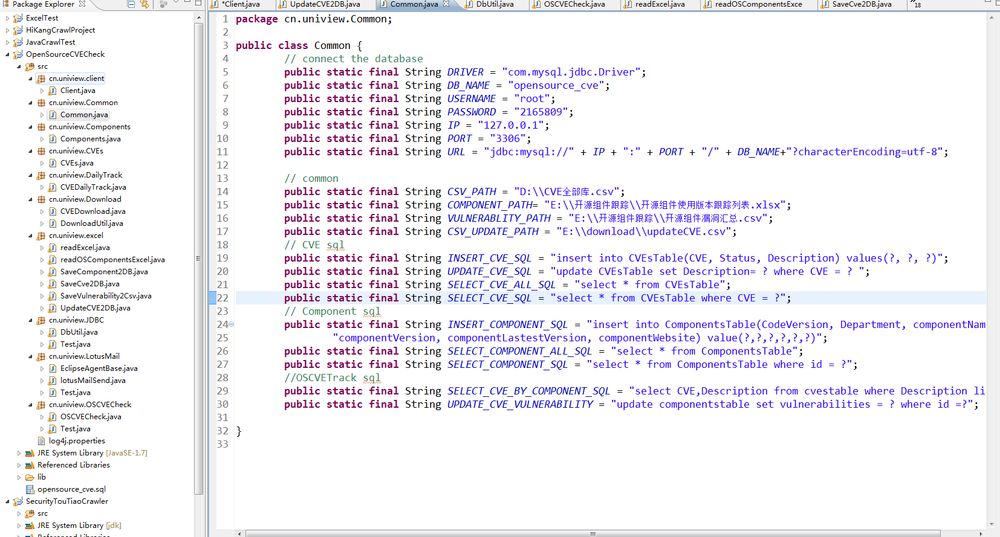 Package Explorer
ExcelTest
HiKangCrawlProject
JavaCrawlTest
OpenSourceCVECheck
src
cn.uniview.client
Client.java
cn.uniview.Common
Common.java
cn.uniview.Components
Components.java
cn.uniview.CVEs
CVEs.java
cn.uniview.DailyTrack
CVEDailyTrack.java
cn.uniview.Download
CVEDownload.java
DownloadUtil.java
cn.uniview.excel
readExcel.java
readOSComponentsExcel.java
SaveComponent2DB.java
SaveCve2DB.java
SaveVulnerability2Csv.java
UpdateCVE2DB.java
cn.uniview.JDBC
DbUtil.java
Test.java
cn.uniview.LotusMail
EclipseAgentBase.java
lotusMailSend.java
Test.java
cn.uniview.OSCVECheck
OSCVECheck.java
Test.java
log4j.properties
JRE System Library [JavaSE-1.7]
Referenced Libraries
lib
opensource_cve.sql
SecurityTouTiaoCrawler
src
JRE System Library [jdk]
Referenced Libraries
*Client.java UpdateCVE2DB.java Common.java DbUtil.java OSCVECheck.java readExcel.java readOSComponentsExce SaveCve2DB.java »18
1 package cn.uniview.Common;
2
3 public class Common {
4 // connect the database
5 public static final String DRIVER = "com.mysql.jdbc.Driver";
6 public static final String DB_NAME = "opensource_cve";
7 public static final String USERNAME = "root";
8 public static final String PASSWORD = "2165809";
9 public static final String IP = "127.0.0.1";
10 public static final String PORT = "3306";
11 public static final String URL = "jdbc:mysql://" + IP + ":" + PORT + "/" + DB_NAME+"?characterEncoding=utf-8";
12
13 // common
14 public static final String CSV_PATH = "D:\\CVE全部库.csv";
15 public static final String COMPONENT_PATH= "E:\\开源组件跟踪\\开源组件使用版本跟踪列表.xlsx";
16 public static final String VULNERABLITY_PATH = "E:\\开源组件跟踪\\开源组件漏洞汇总.csv";
17 public static final String CSV_UPDATE_PATH = "E:\\download\\updateCVE.csv";
18 // CVE sql
19 public static final String INSERT_CVE_SQL = "insert into CVEsTable(CVE, Status, Description) values(?, ?, ?)";
20 public static final String UPDATE_CVE_SQL = "update CVEsTable set Description= ? where CVE = ? ";
21 public static final String SELECT_CVE_ALL_SQL = "select * from CVEsTable";
22 public static final String SELECT_CVE_SQL = "select * from CVEsTable where CVE = ?";
23 // Component sql
24 public static final String INSERT_COMPONENT_SQL = "insert into ComponentsTable(CodeVersion, Department, componentNam
25 "componentVersion, componentLastestVersion, componentWebsite) value(?,?,?,?,?,?)";
26 public static final String SELECT_COMPONENT_ALL_SQL = "select * from ComponentsTable";
27 public static final String SELECT_COMPONENT_SQL = "select * from ComponentsTable where id = ?";
28 //OSCVETrack sql
29 public static final String SELECT_CVE_BY_COMPONENT_SQL = "select CVE,Description from cvestable where Description li
30 public static final String UPDATE_CVE_VULNERABILITY = "update componentstable set vulnerabilities = ? where id =?";
31
32 }
33